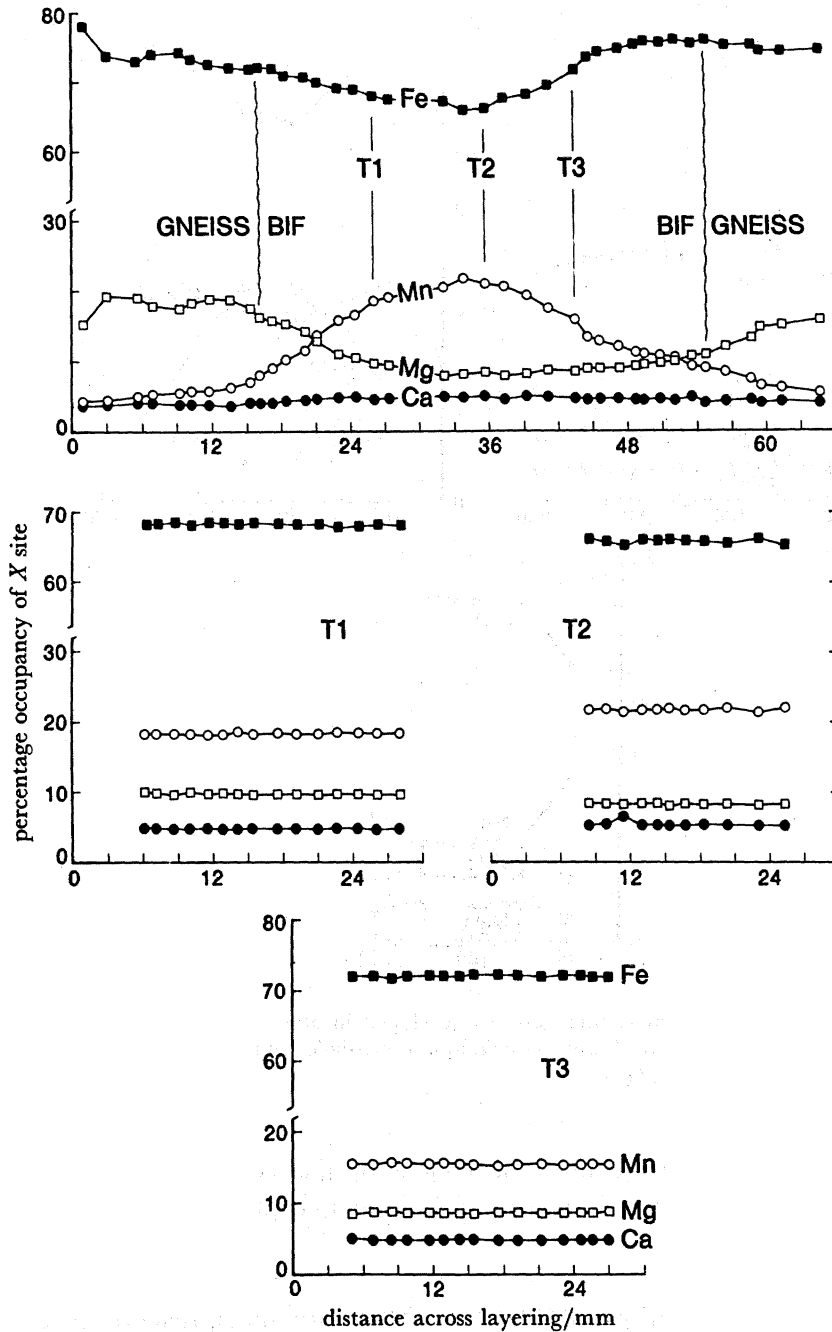 80
Fe
60
T1 T2 T3
30
GNEISS BIF BIF GNEISS
Mn
Mg
Ca
0
0 12 24 36 48 60
percentage occupancy of X site
70
60
T1 T2
30
20
10
0
0 12 24 0 12 24
80
Fe
70
60
T3
20
Mn
10
Mg
Ca
0
0 12 24
distance across layering/mm